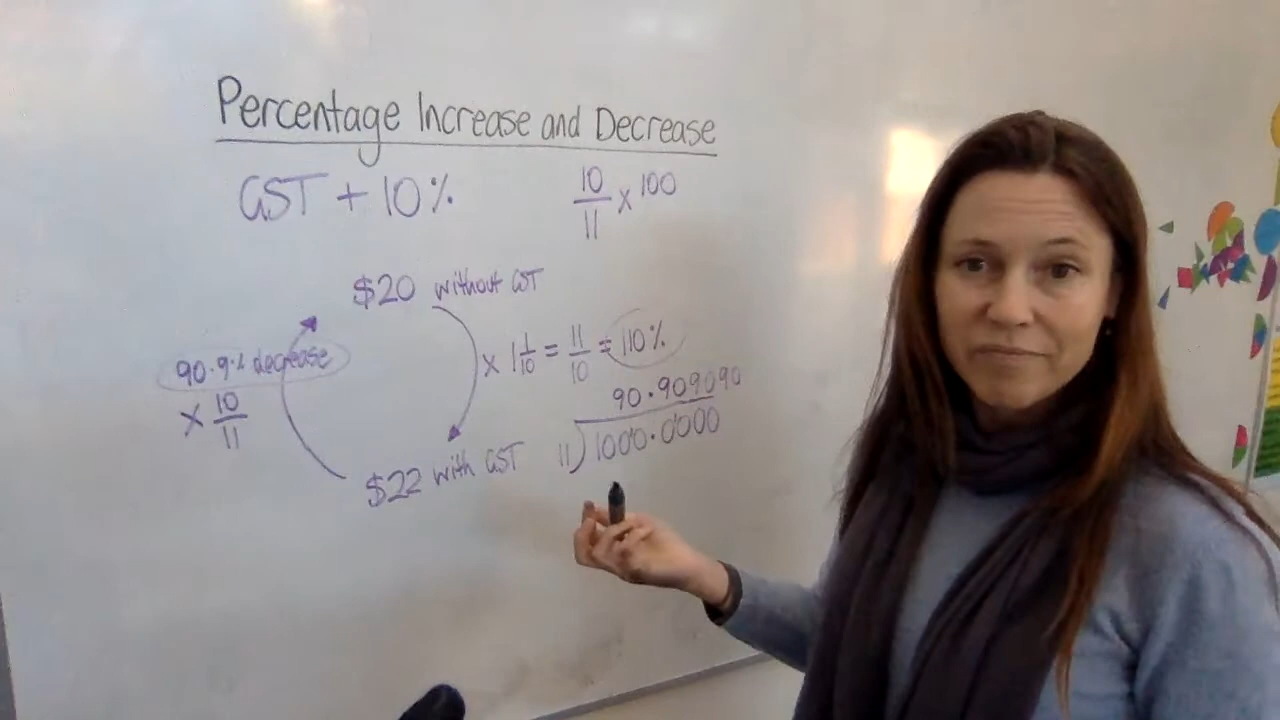 Percentage Increase and Decrease
GST + 10%
10/11 x 100
$20 without GST
x 1 1/10 = 11/10 = 110%
90.9% decrease
x 10/11
90.909090
11)1000.0000
$22 with GST